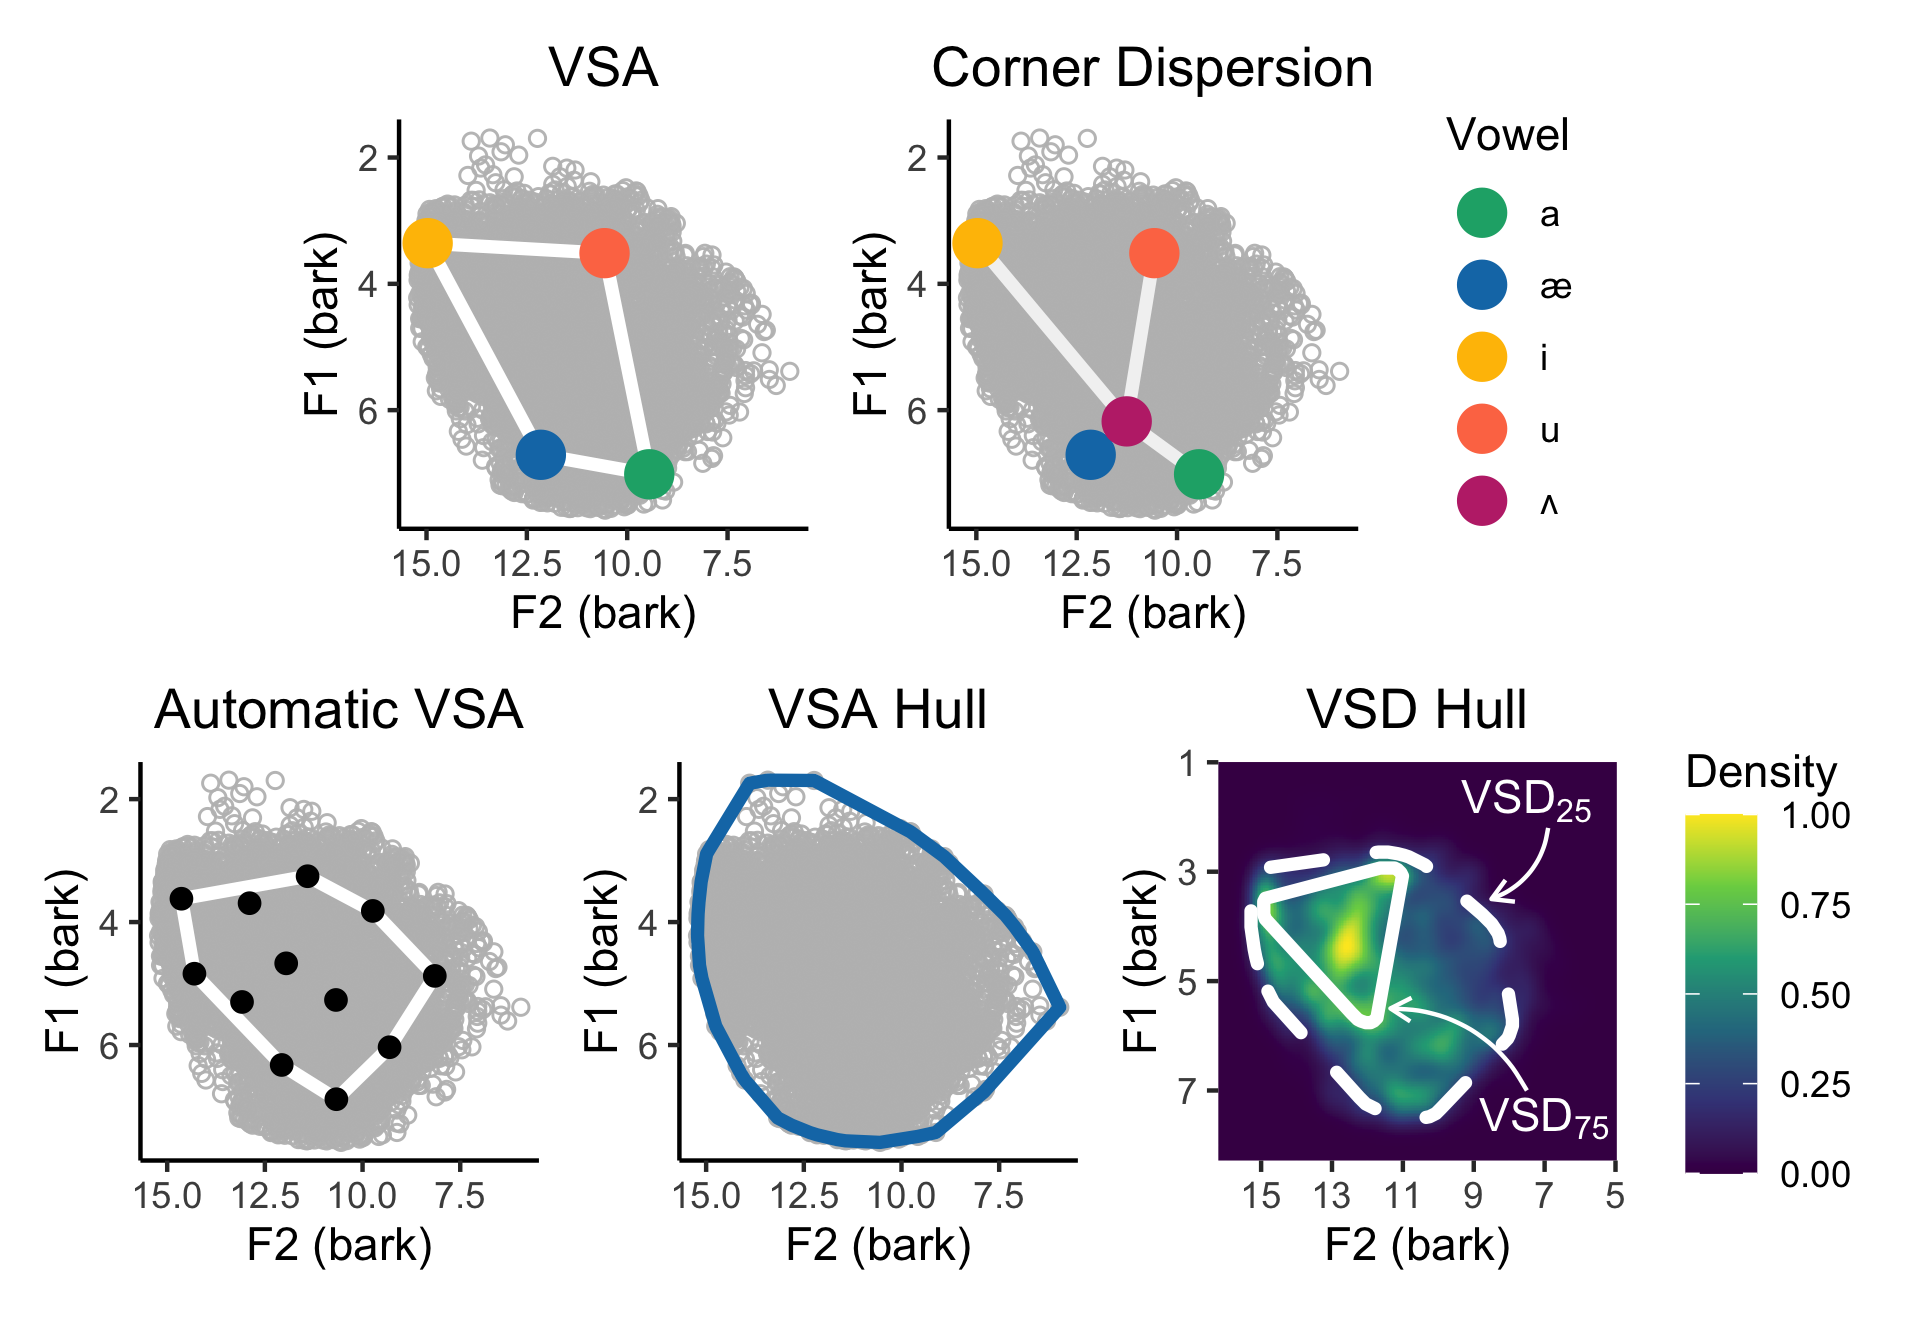 VSA
Corner Dispersion
2
4
6
F1 (bark)
15.0 12.5 10.0 7.5
F2 (bark)
2
4
6
F1 (bark)
15.0 12.5 10.0 7.5
F2 (bark)
Vowel
a
æ
i
u
ʌ
Automatic VSA
2
4
6
F1 (bark)
15.0 12.5 10.0 7.5
F2 (bark)
VSA Hull
2
4
6
F1 (bark)
15.0 12.5 10.0 7.5
F2 (bark)
VSD Hull
1
3
5
7
F1 (bark)
VSD25
VSD75
15 13 11 9 7 5
F2 (bark)
Density
1.00
0.75
0.50
0.25
0.00